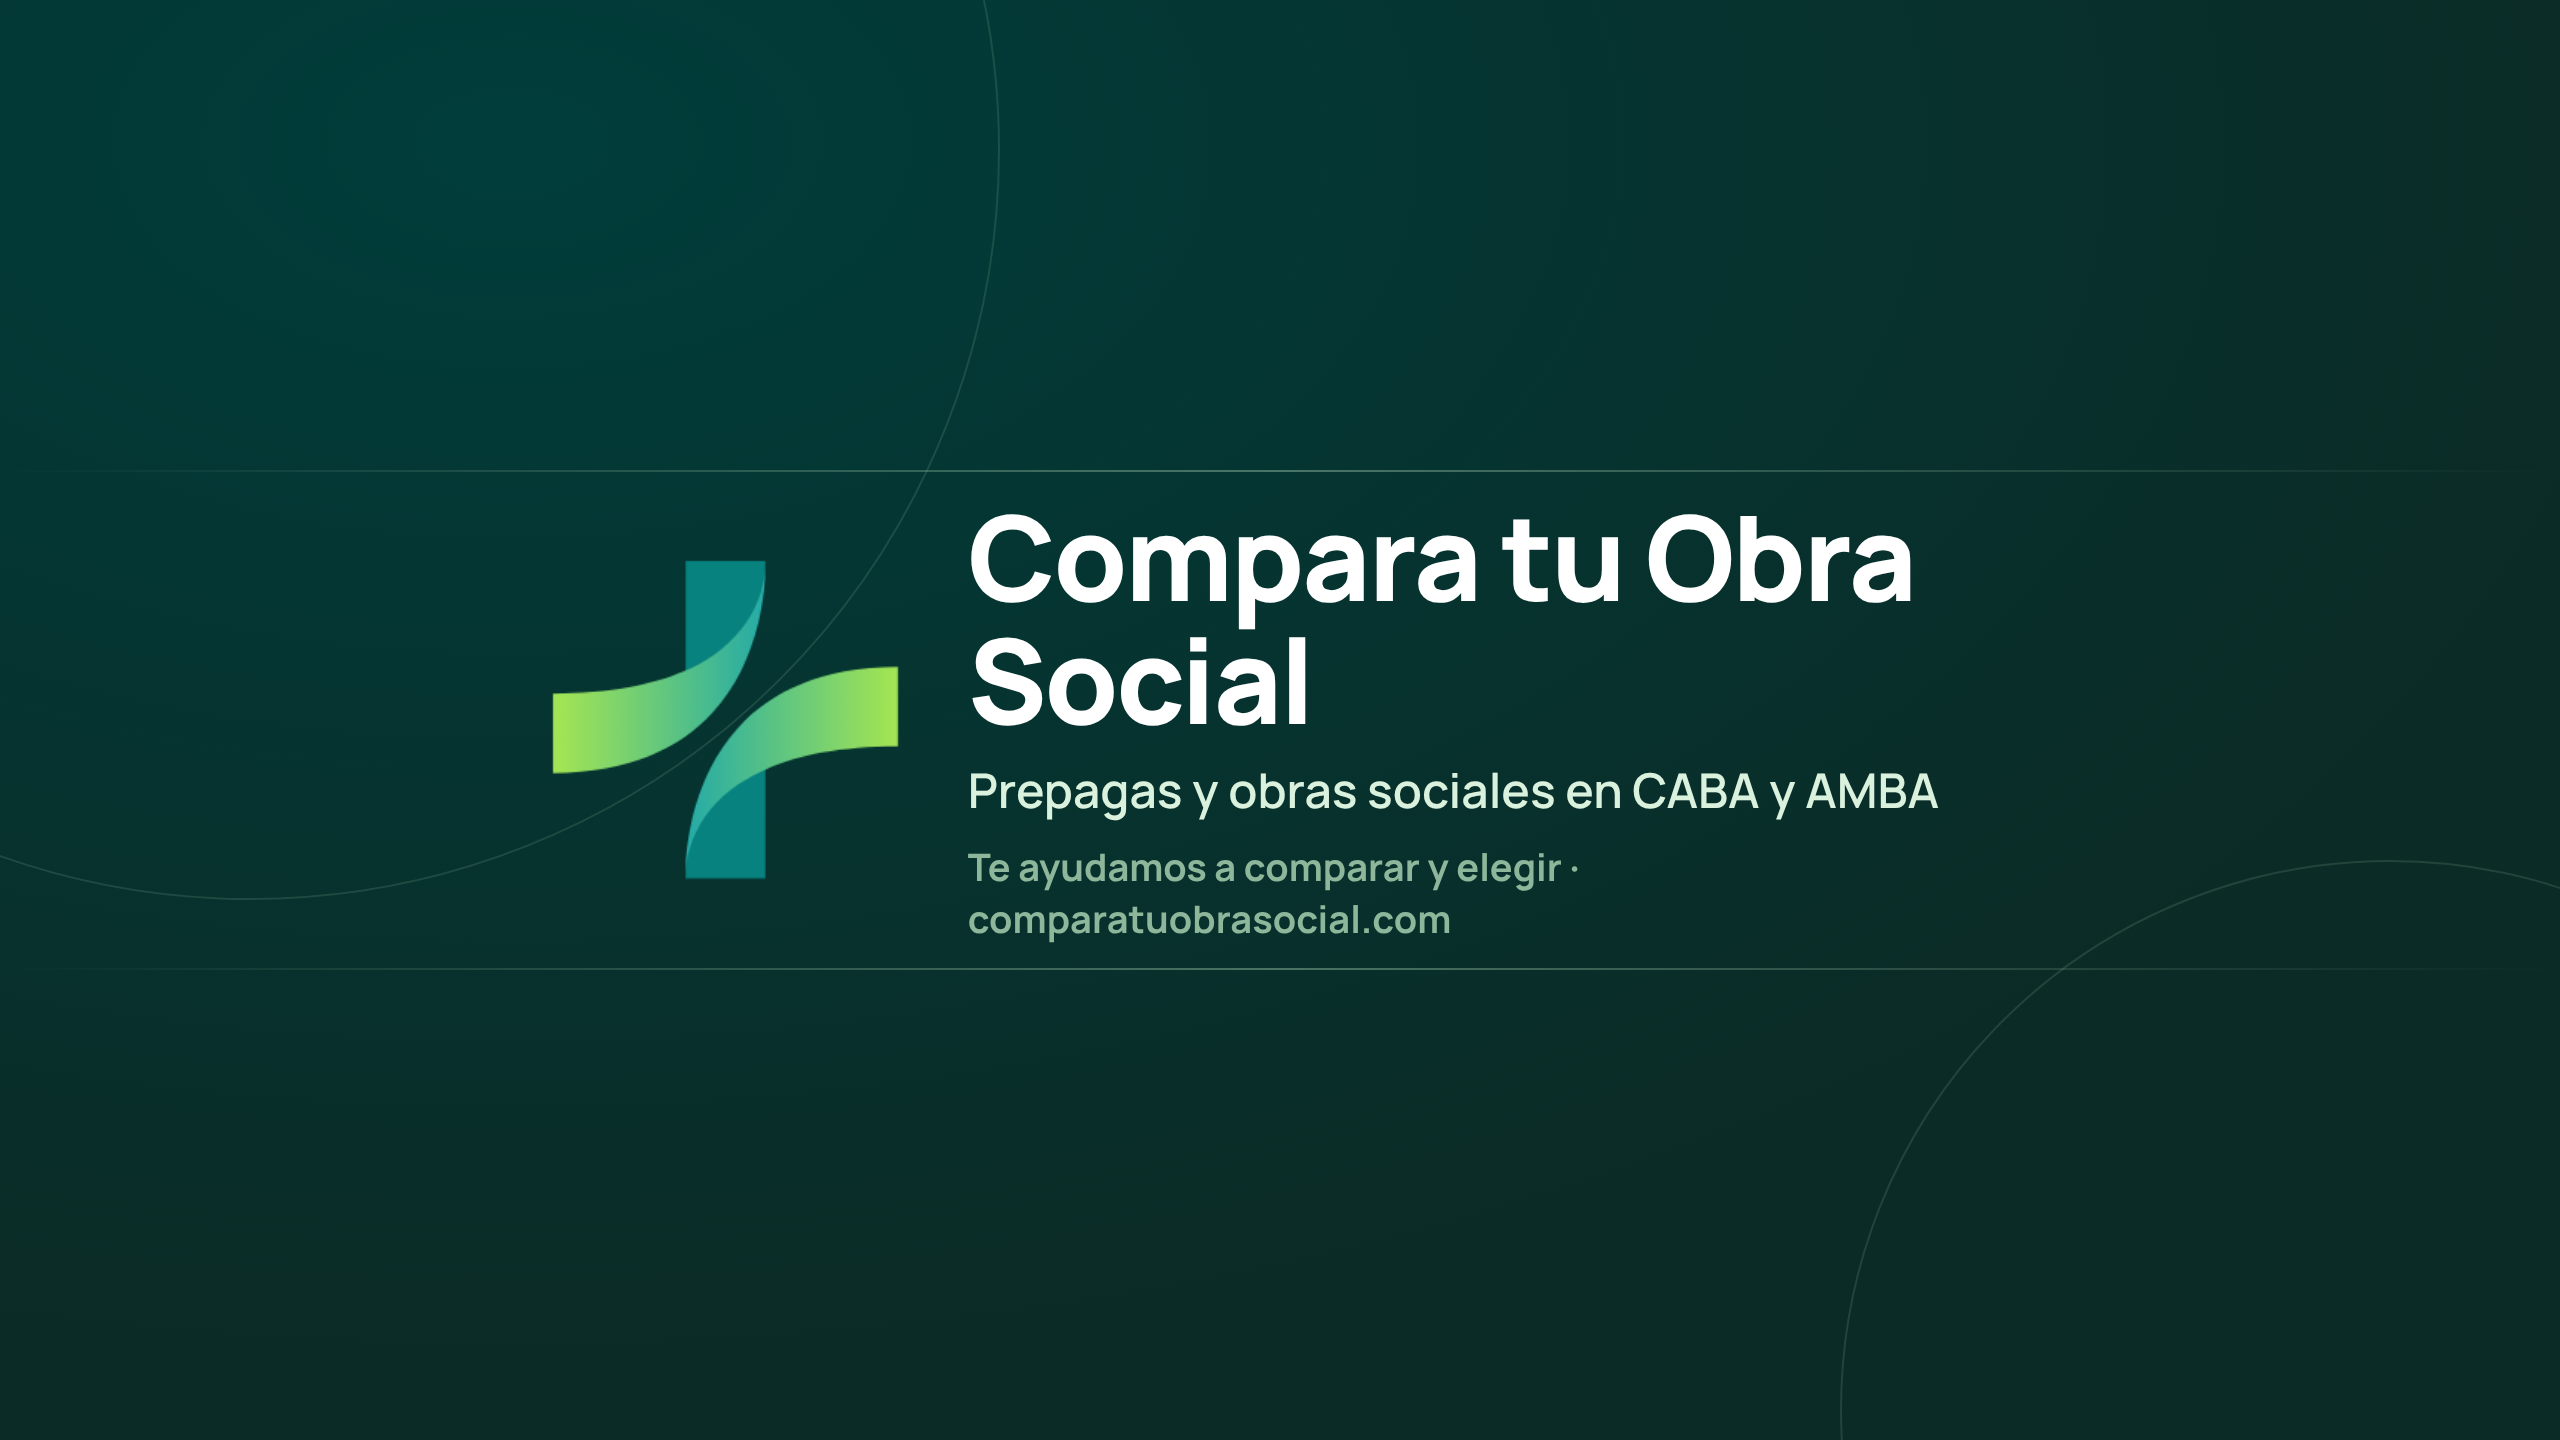 Compara tu Obra
Social
Prepagas y obras sociales en CABA y AMBA
Te ayudamos a comparar y elegir ·
comparatuobrasocial.com